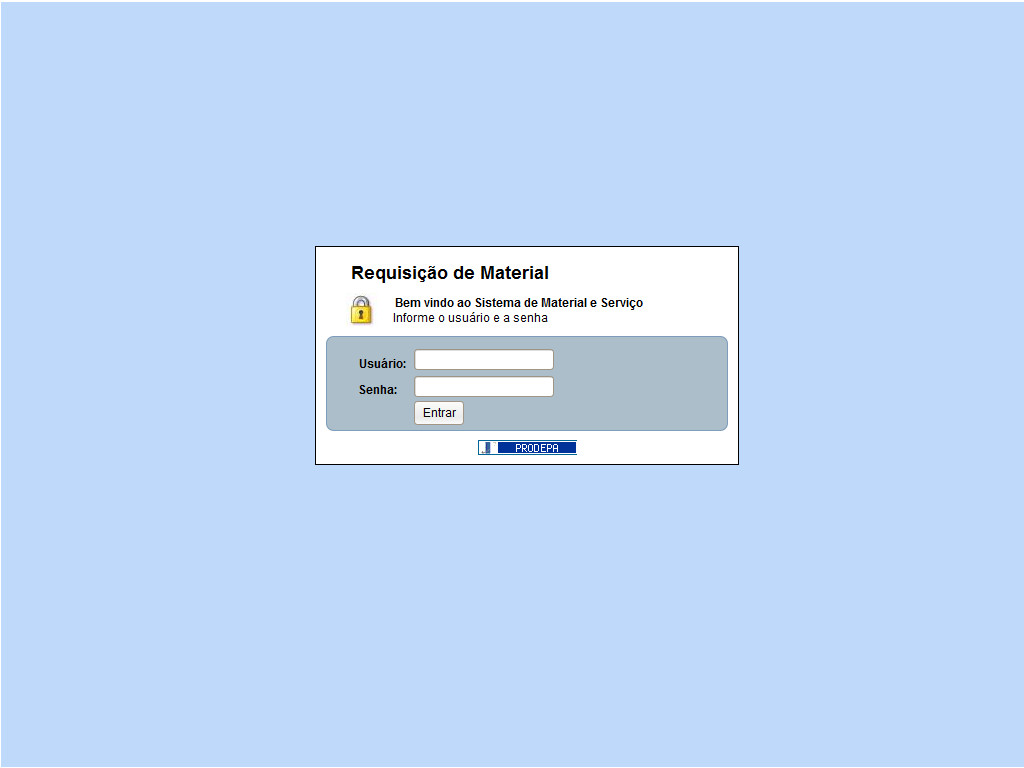 Requisição de Material
Bem vindo ao Sistema de Material e Serviço
Informe o usuário e a senha
Usuário:
Senha:
Entrar
PRODEPA